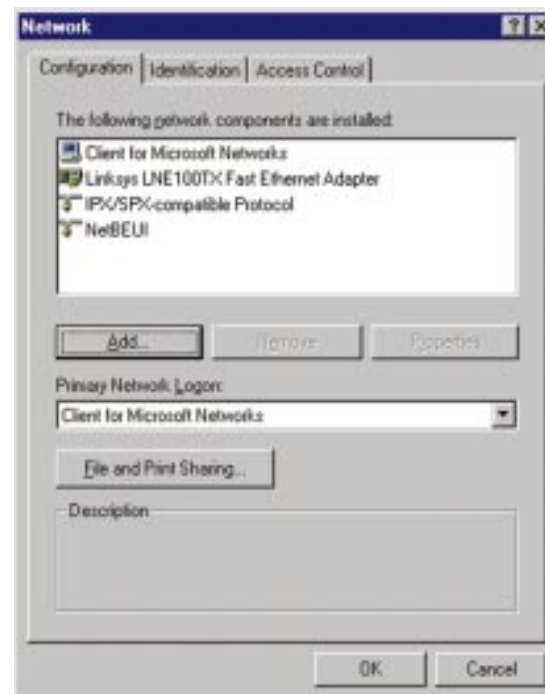 Network
Configuration Identification Access Control
The following network components are installed:
Client for Microsoft Networks
Linksys LNE100TX Fast Ethernet Adapter
IPX/SPX-compatible Protocol
NetBEUI
Add... Remove Properties
Primary Network Logon:
Client for Microsoft Networks
File and Print Sharing...
Description
OK Cancel